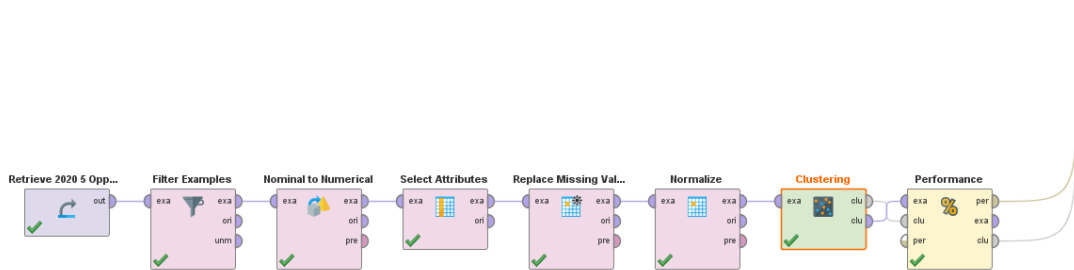 Retrieve 2020 5 Opp...
Filter Examples
Nominal to Numerical
Select Attributes
Replace Missing Val...
Normalize
Clustering
Performance
out
exa exa
exa exa
exa exa
exa exa
exa exa
exa clu
exa per
ori
ori
ori
ori
ori
clu
clu exa
unm
pre
pre
pre
per clu